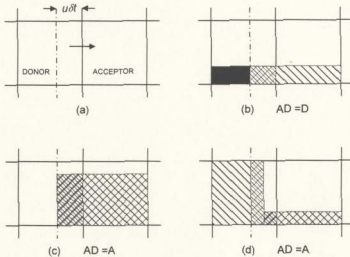 uδt
DONOR ACCEPTOR
(a)
(b) AD =D
(c) AD =A
(d) AD =A